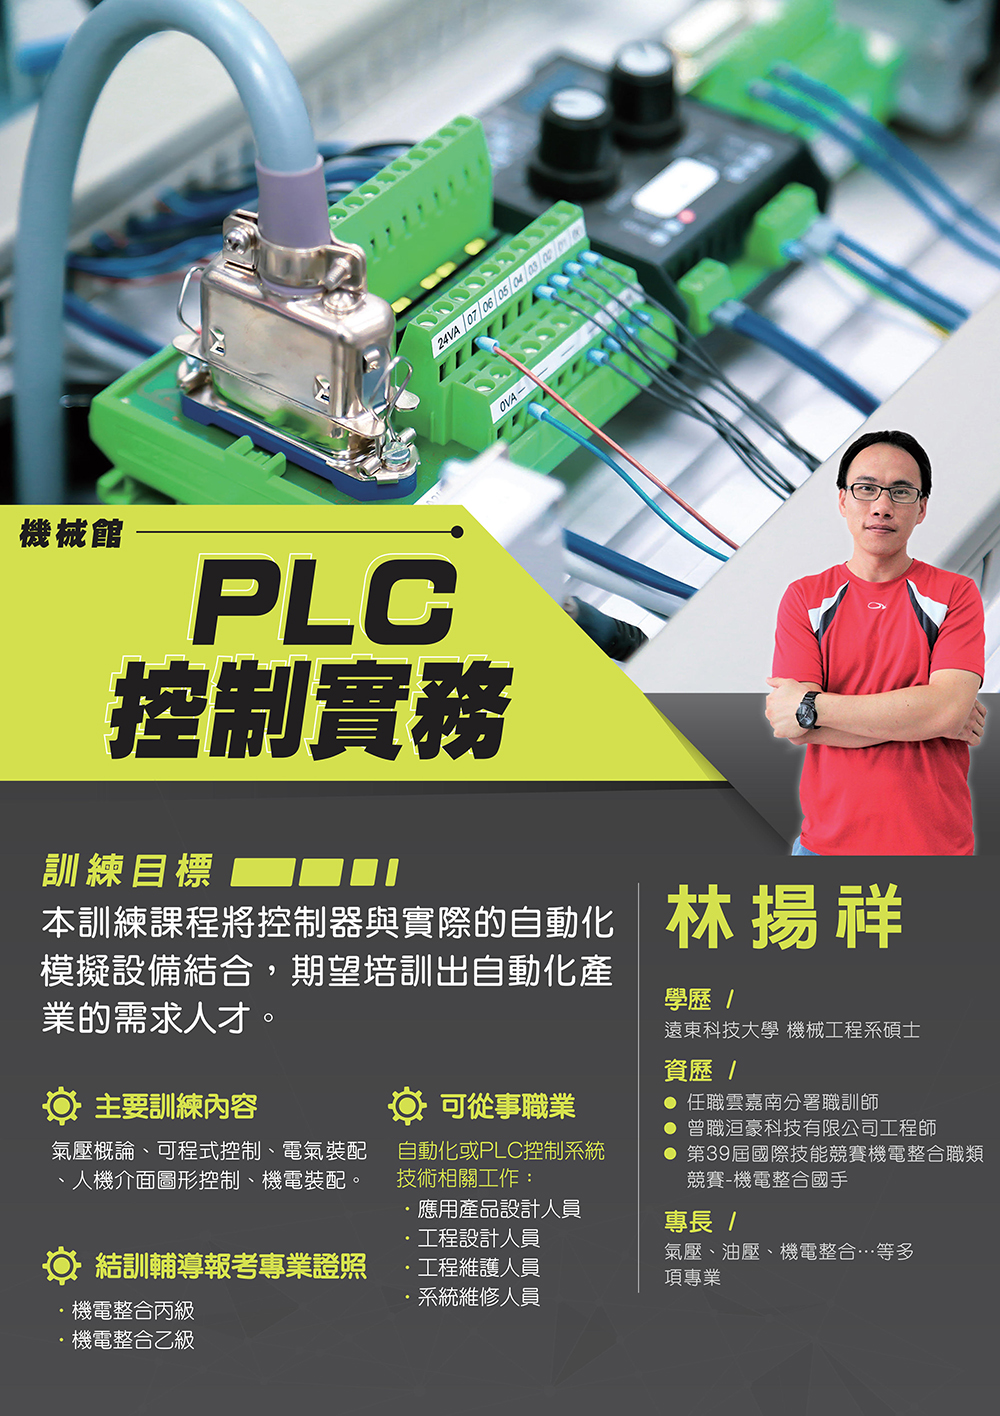 24VA 07 06 05 04 03 02 01
0VA
機械館
PLC
控制實務
訓練目標
本訓練課程將控制器與實際的自動化
模擬設備結合，期望培訓出自動化產
業的需求人才。
主要訓練內容
氣壓概論、可程式控制、電氣裝配
、人機介面圖形控制、機電裝配。
結訓輔導報考專業證照
·機電整合丙級
·機電整合乙級
可從事職業
自動化或PLC控制系統
技術相關工作：
·應用產品設計人員
·工程設計人員
·工程維護人員
·系統維修人員
林揚祥
學歷 /
遠東科技大學 機械工程系碩士
資歷 /
● 任職雲嘉南分署職訓師
● 曾職洹豪科技有限公司工程師
● 第39屆國際技能競賽機電整合職類
競賽-機電整合國手
專長 /
氣壓、油壓、機電整合…等多
項專業